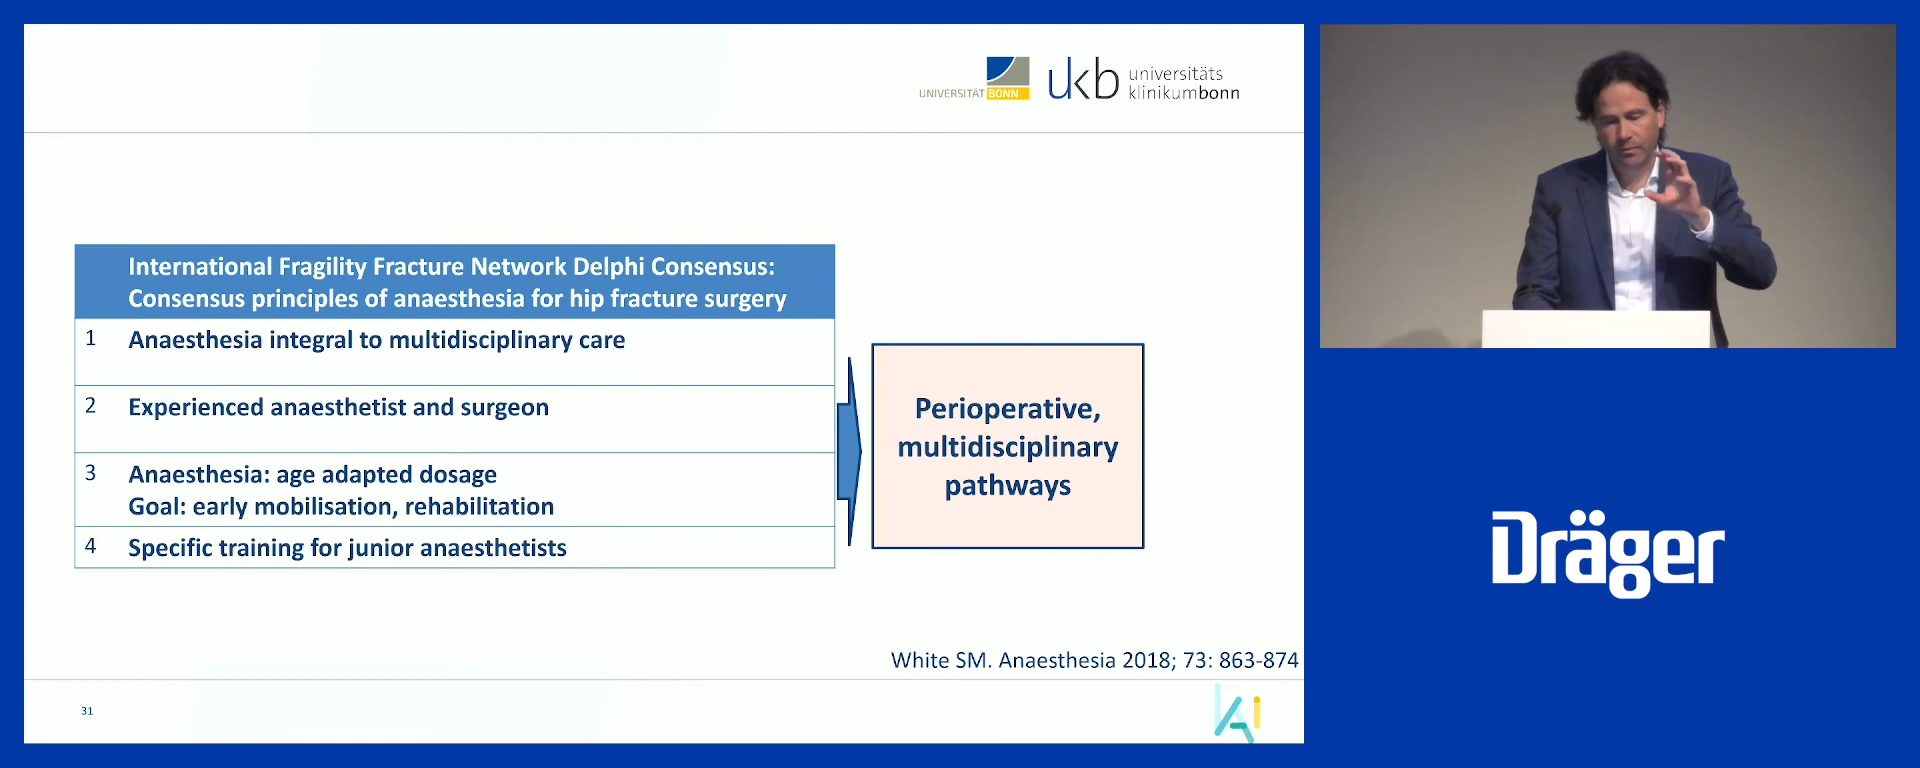 UNIVERSITÄT BONN
ukb universitäts
klinikumbonn
International Fragility Fracture Network Delphi Consensus:
Consensus principles of anaesthesia for hip fracture surgery
1 Anaesthesia integral to multidisciplinary care
2 Experienced anaesthetist and surgeon
3 Anaesthesia: age adapted dosage
Goal: early mobilisation, rehabilitation
4 Specific training for junior anaesthetists
Perioperative,
multidisciplinary
pathways
White SM. Anaesthesia 2018; 73: 863-874
31
KAi
Dräger